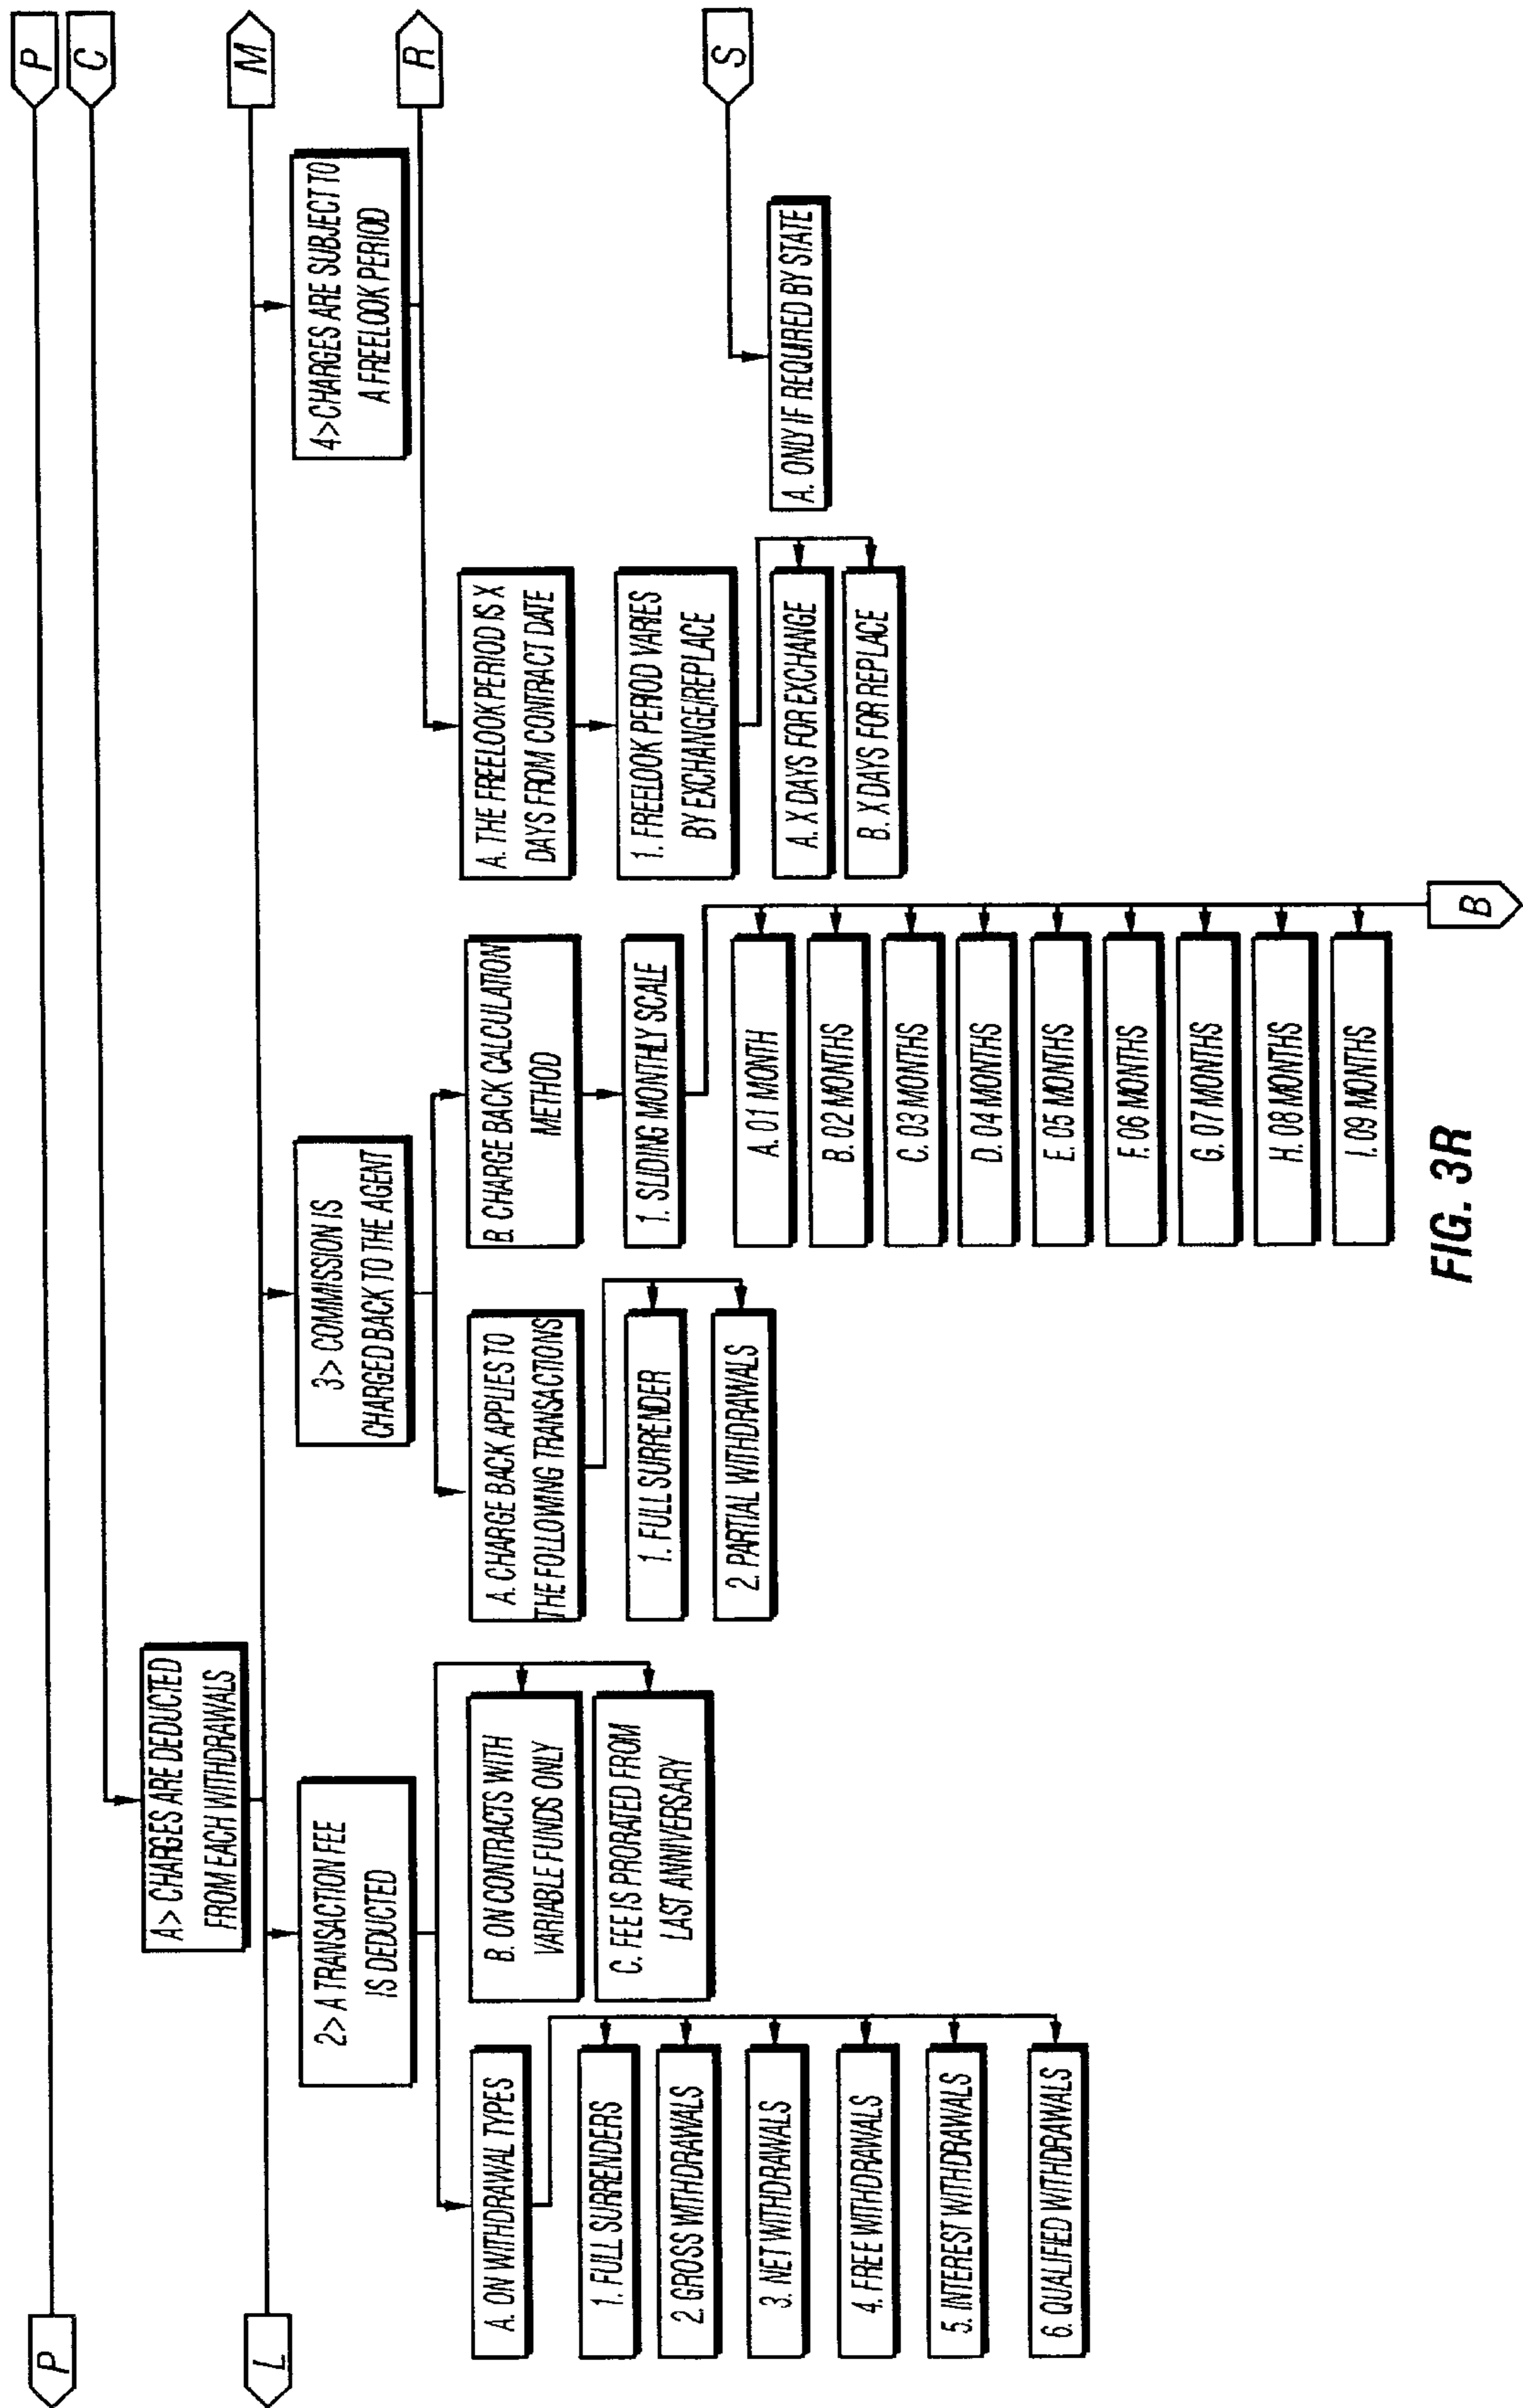 P
P
C
A> CHARGES ARE DEDUCTED
FROM EACH WITHDRAWALS
L
M
2> A TRANSACTION FEE
IS DEDUCTED
A. ON WITHDRAWAL TYPES
1. FULL SURRENDERS
2. GROSS WITHDRAWALS
3. NET WITHDRAWALS
4. FREE WITHDRAWALS
5. INTEREST WITHDRAWALS
6. QUALIFIED WITHDRAWALS
B. ON CONTRACTS WITH
VARIABLE FUNDS ONLY
C. FEE IS PRORATED FROM
LAST ANNIVERSARY
3> COMMISSION IS
CHARGED BACK TO THE AGENT
A. CHARGE BACK APPLIES TO
THE FOLLOWING TRANSACTIONS
1. FULL SURRENDER
2. PARTIAL WITHDRAWALS
B. CHARGE BACK CALCULATION
METHOD
1. SLIDING MONTHLY SCALE
A. 01 MONTH
B. 02 MONTHS
C. 03 MONTHS
D. 04 MONTHS
E. 05 MONTHS
F. 06 MONTHS
G. 07 MONTHS
H. 08 MONTHS
I. 09 MONTHS
B
4> CHARGES ARE SUBJECT TO
A FREELOOK PERIOD
R
A. THE FREELOOK PERIOD IS X
DAYS FROM CONTRACT DATE
1. FREELOOK PERIOD VARIES
BY EXCHANGE/REPLACE
A. X DAYS FOR EXCHANGE
B. X DAYS FOR REPLACE
S
A. ONLY IF REQUIRED BY STATE
FIG. 3R